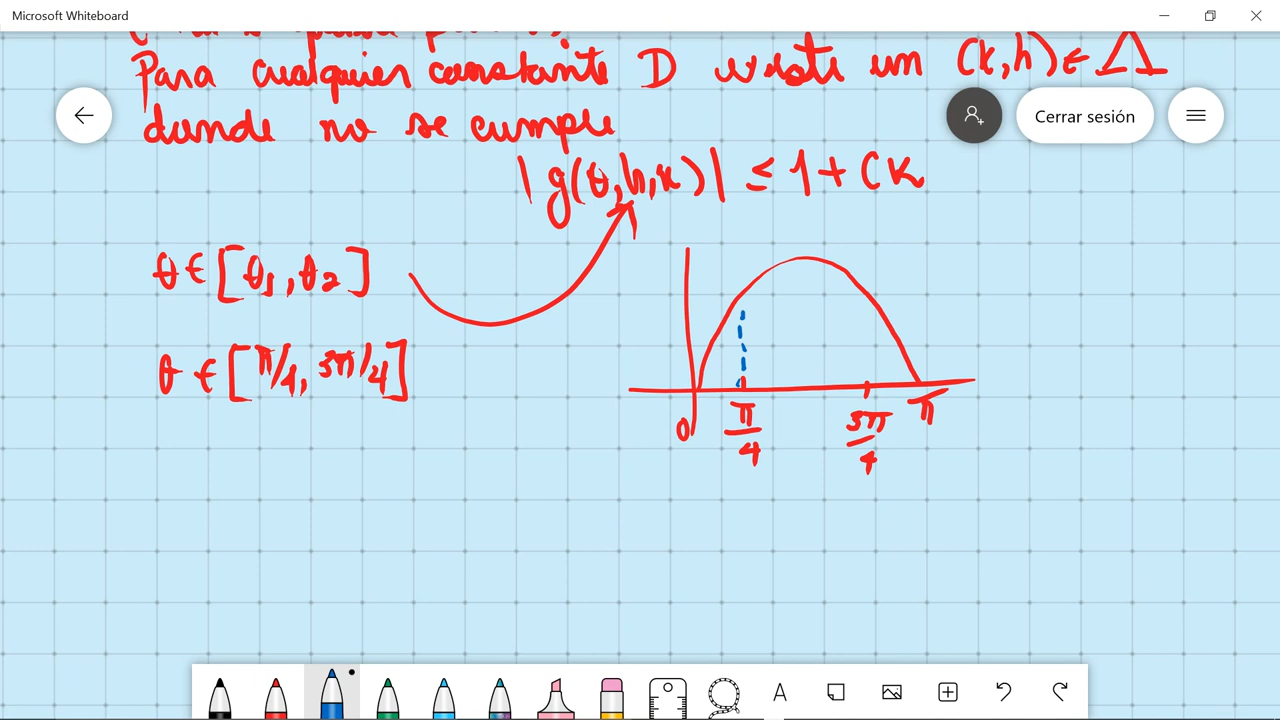 Microsoft Whiteboard
Para cualquier constante D existe un (k,h) ∈ Λ
donde no se cumple
Cerrar sesión
|g(θ,h,k)| ≤ 1 + CK
θ ∈ [θ₁, θ₂]
θ ∈ [π/4, 3π/4]
0 π/4 3π/4 π
A